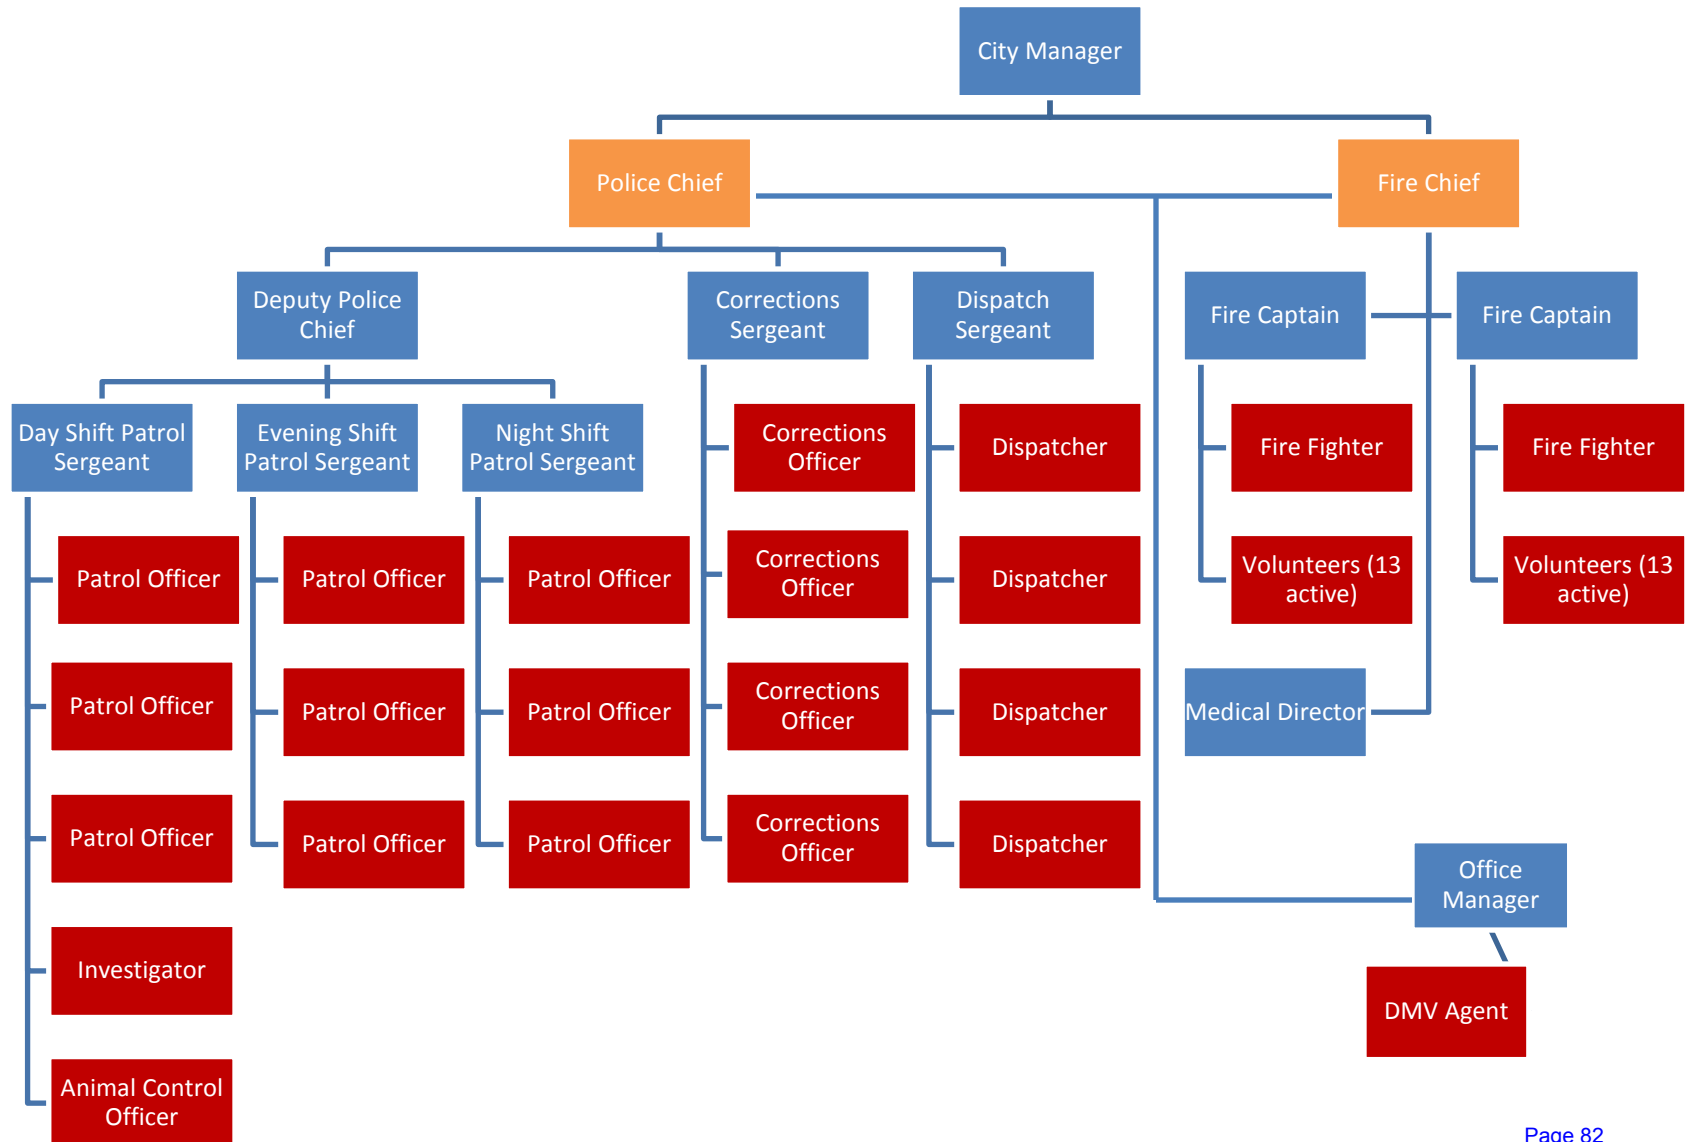 City Manager
Police Chief
Fire Chief
Deputy Police
Chief
Corrections
Sergeant
Dispatch
Sergeant
Fire Captain
Fire Captain
Day Shift Patrol
Sergeant
Evening Shift
Patrol Sergeant
Night Shift
Patrol Sergeant
Corrections
Officer
Dispatcher
Fire Fighter
Fire Fighter
Patrol Officer
Patrol Officer
Patrol Officer
Corrections
Officer
Dispatcher
Volunteers (13
active)
Volunteers (13
active)
Patrol Officer
Patrol Officer
Patrol Officer
Corrections
Officer
Dispatcher
Medical Director
Patrol Officer
Patrol Officer
Patrol Officer
Corrections
Officer
Dispatcher
Office
Manager
Investigator
DMV Agent
Animal Control
Officer
Page 82